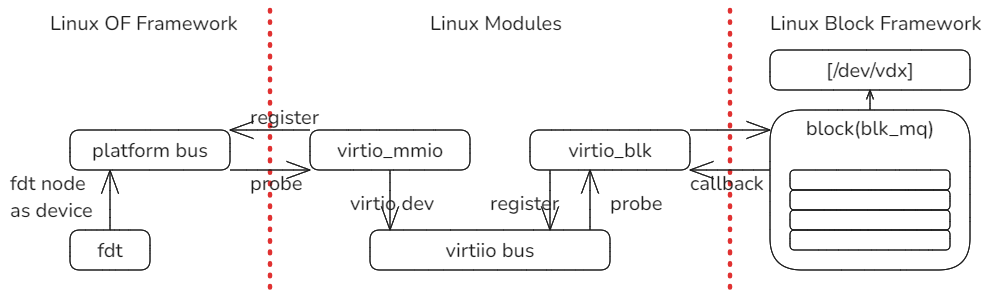 Linux OF Framework
Linux Modules
Linux Block Framework
[/dev/vdx]
register
block(blk_mq)
platform bus
virtio_mmio
virtio_blk
fdt node
as device
probe
callback
virtio dev
register
probe
fdt
virtiio bus